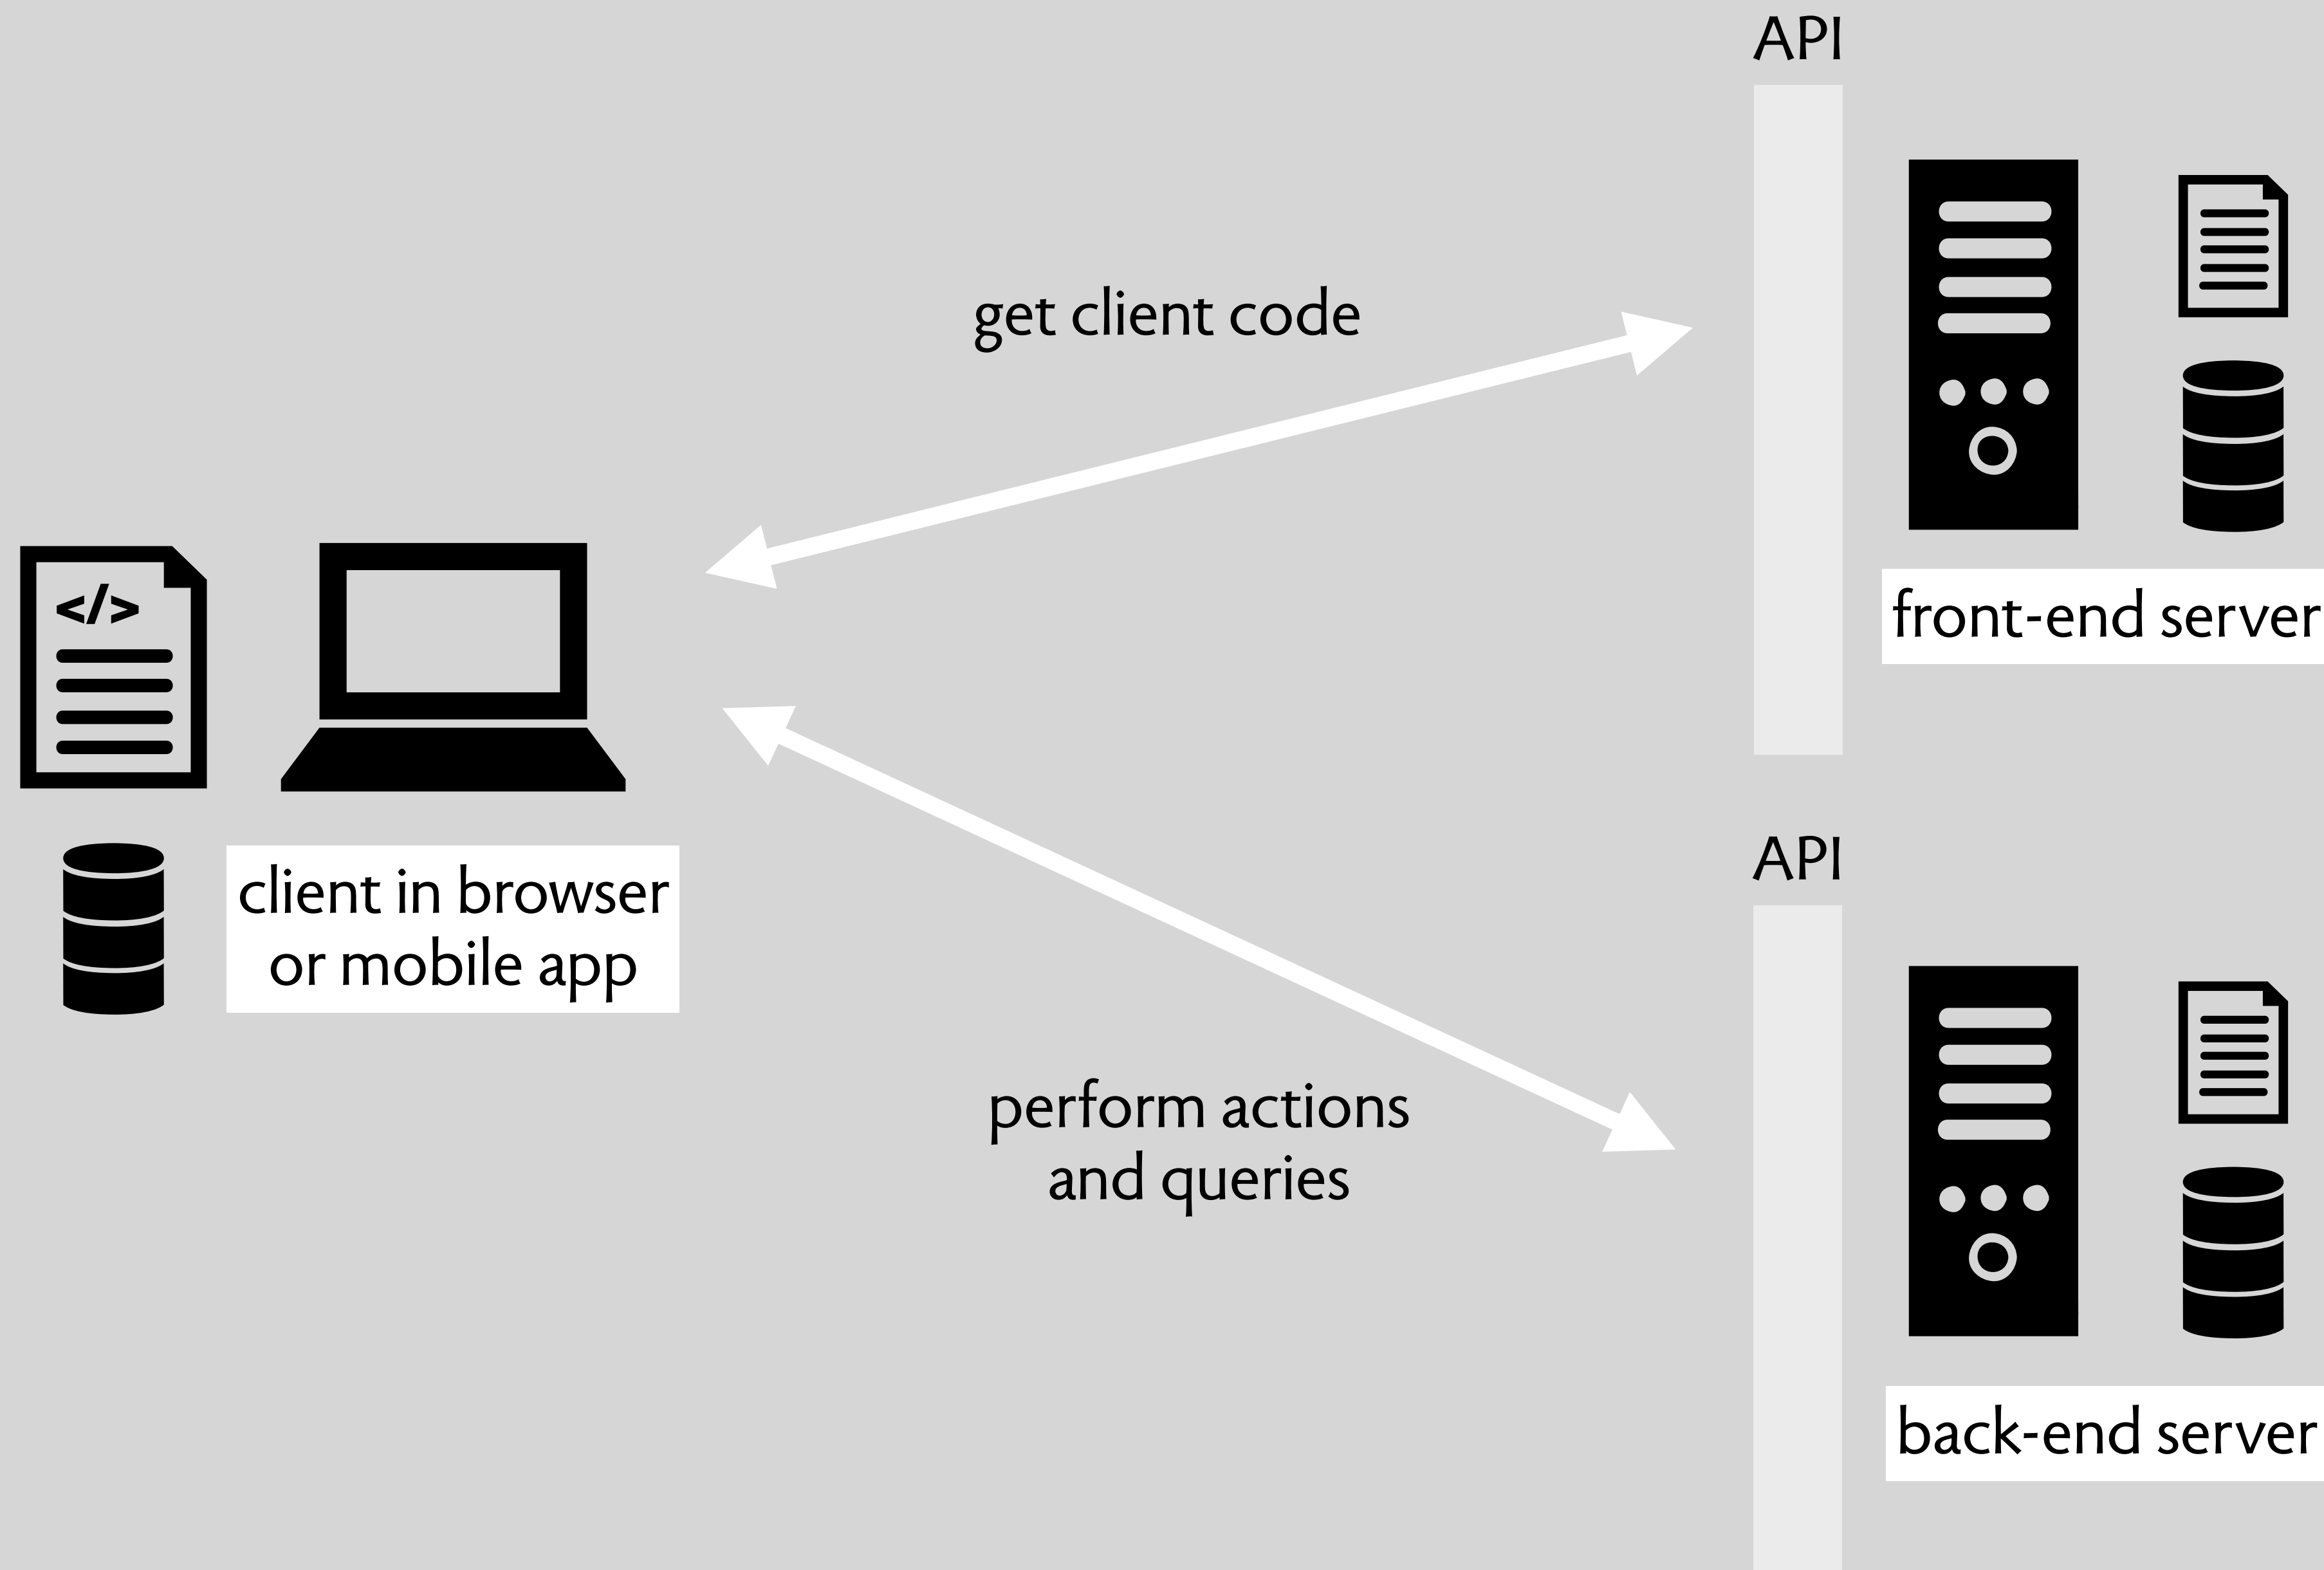 API
get client code
</>
front-end server
client in browser
or mobile app
API
perform actions
and queries
back-end server